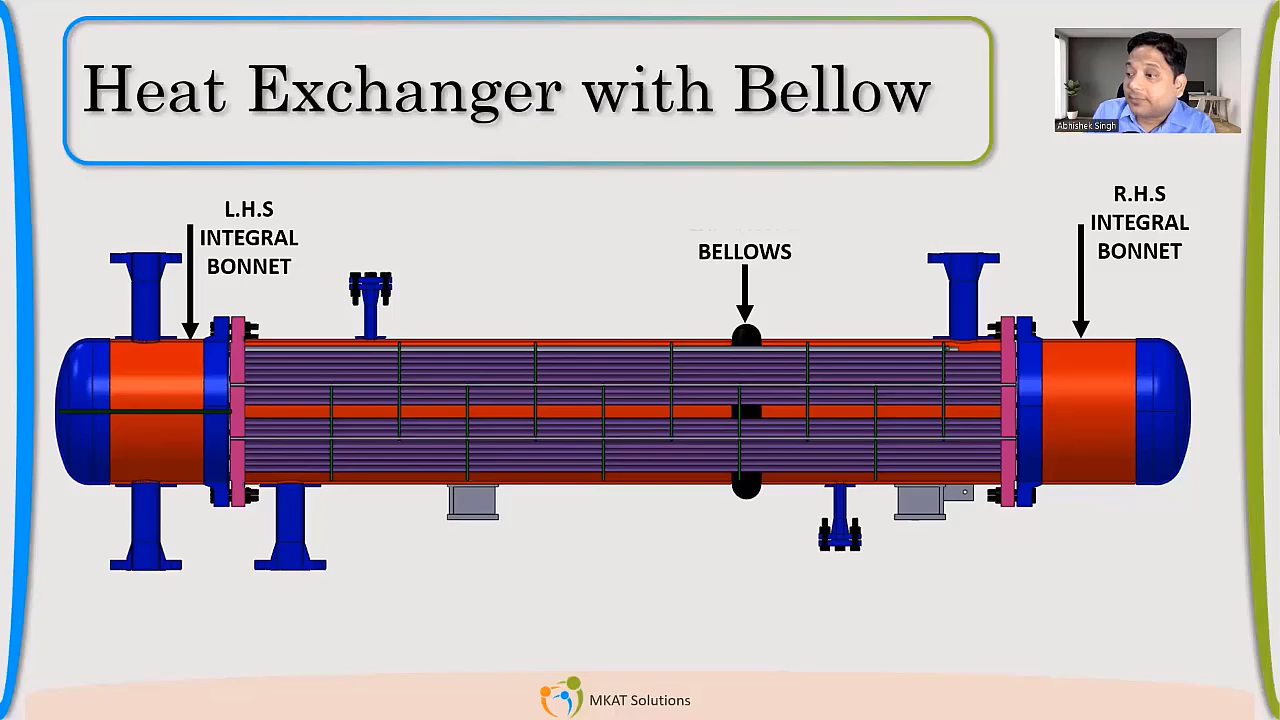 Heat Exchanger with Bellow
Abhishek Singh
L.H.S
INTEGRAL
BONNET
BELLOWS
R.H.S
INTEGRAL
BONNET
MKAT Solutions